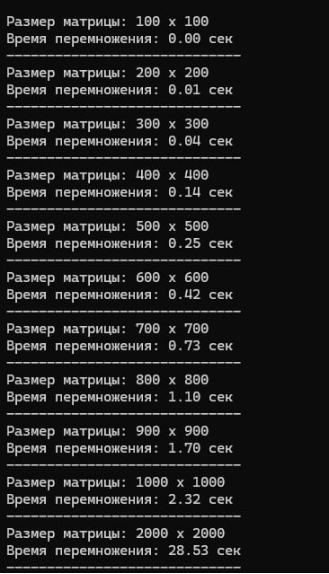 Размер матрицы: 100 x 100
Время перемножения: 0.00 сек
------------------------------
Размер матрицы: 200 x 200
Время перемножения: 0.01 сек
------------------------------
Размер матрицы: 300 x 300
Время перемножения: 0.04 сек
------------------------------
Размер матрицы: 400 x 400
Время перемножения: 0.14 сек
------------------------------
Размер матрицы: 500 x 500
Время перемножения: 0.25 сек
------------------------------
Размер матрицы: 600 x 600
Время перемножения: 0.42 сек
------------------------------
Размер матрицы: 700 x 700
Время перемножения: 0.73 сек
------------------------------
Размер матрицы: 800 x 800
Время перемножения: 1.10 сек
------------------------------
Размер матрицы: 900 x 900
Время перемножения: 1.70 сек
------------------------------
Размер матрицы: 1000 x 1000
Время перемножения: 2.32 сек
------------------------------
Размер матрицы: 2000 x 2000
Время перемножения: 28.53 сек
------------------------------